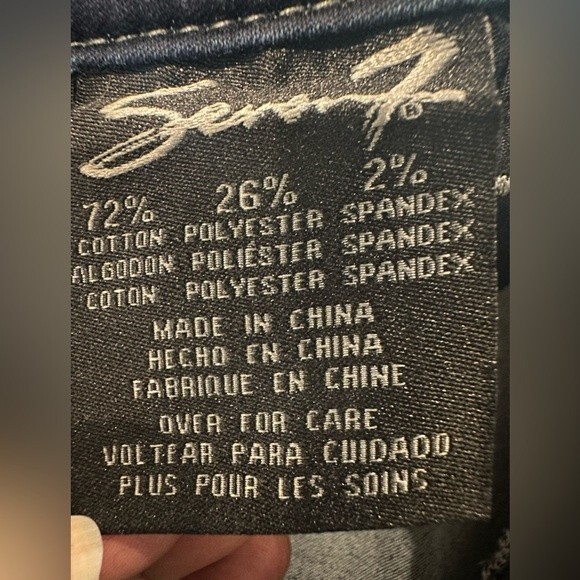 Seven7®
72% 26% 2%
COTTON POLYESTER SPANDEX
ALGODON POLIÉSTER SPANDEX
COTON POLYESTER SPANDEX
MADE IN CHINA
HECHO EN CHINA
FABRIQUE EN CHINE
OVER FOR CARE
VOLTEAR PARA CUIDADO
PLUS POUR LES SOINS